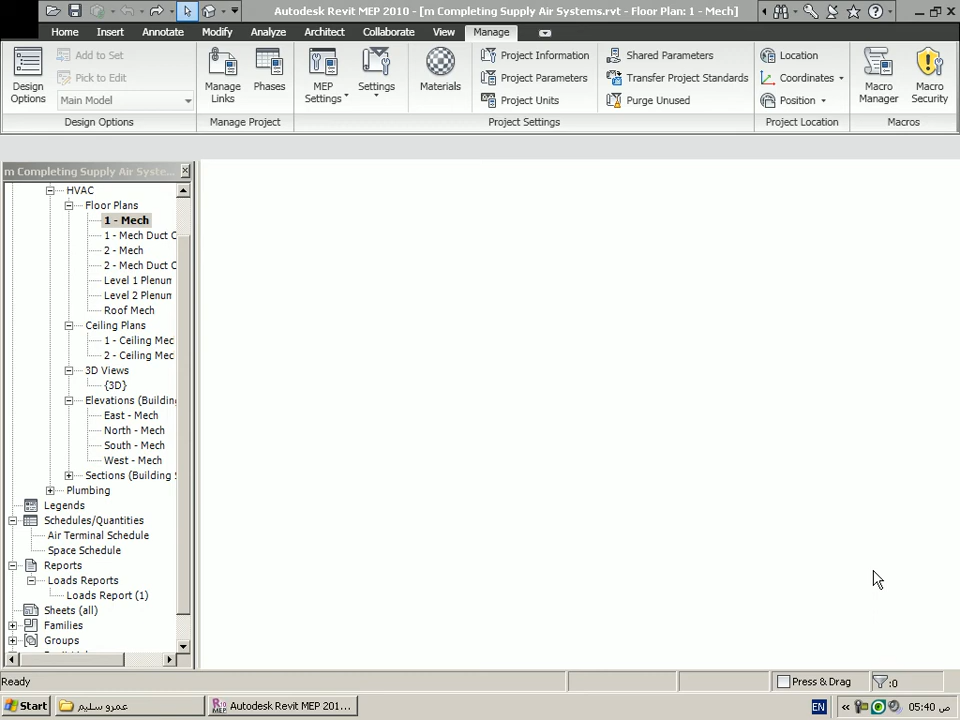 Autodesk Revit MEP 2010 - [m Completing Supply Air Systems.rvt - Floor Plan: 1 - Mech]
Home Insert Annotate Modify Analyze Architect Collaborate View Manage
Design Options
Add to Set
Pick to Edit
Main Model
Design Options
Manage Links
Phases
Manage Project
MEP Settings
Settings
Materials
Project Information
Project Parameters
Project Units
Shared Parameters
Transfer Project Standards
Purge Unused
Project Settings
Location
Coordinates
Position
Project Location
Macro Manager
Macro Security
Macros
m Completing Supply Air Syste...
HVAC
Floor Plans
1 - Mech
1 - Mech Duct C
2 - Mech
2 - Mech Duct C
Level 1 Plenum
Level 2 Plenum
Roof Mech
Ceiling Plans
1 - Ceiling Mec
2 - Ceiling Mec
3D Views
{3D}
Elevations (Building
East - Mech
North - Mech
South - Mech
West - Mech
Sections (Building
Plumbing
Legends
Schedules/Quantities
Air Terminal Schedule
Space Schedule
Reports
Loads Reports
Loads Report (1)
Sheets (all)
Families
Groups
Ready
Press & Drag
:0
Start
عمرو سليم
Autodesk Revit MEP 201...
EN
05:40 ص